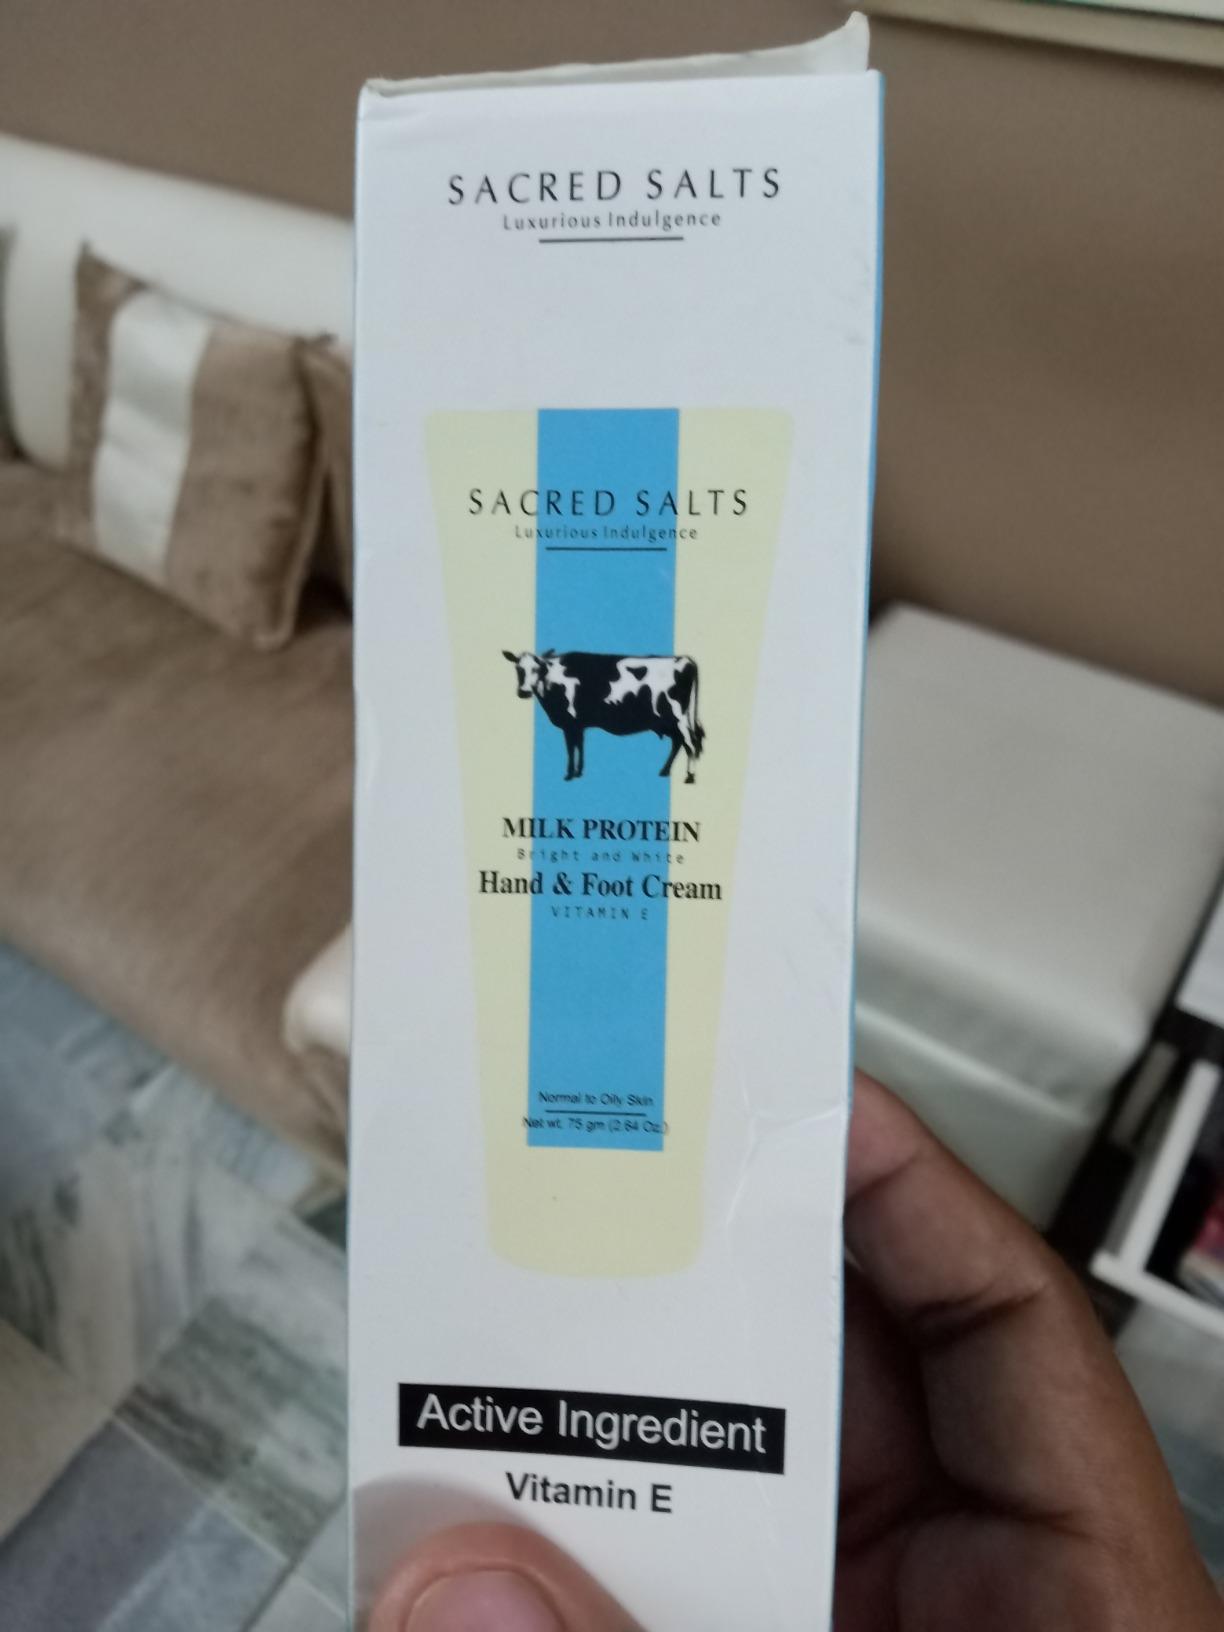 SACRED SALTS
Luxurious Indulgence
SACRED SALTS
Luxurious Indulgence
MILK PROTEIN
Bright and White
Hand & Foot Cream
VITAMIN E
Normal to Oily Skin
Net wt. 75 gm (2.64 Oz.)
Active Ingredient
Vitamin E